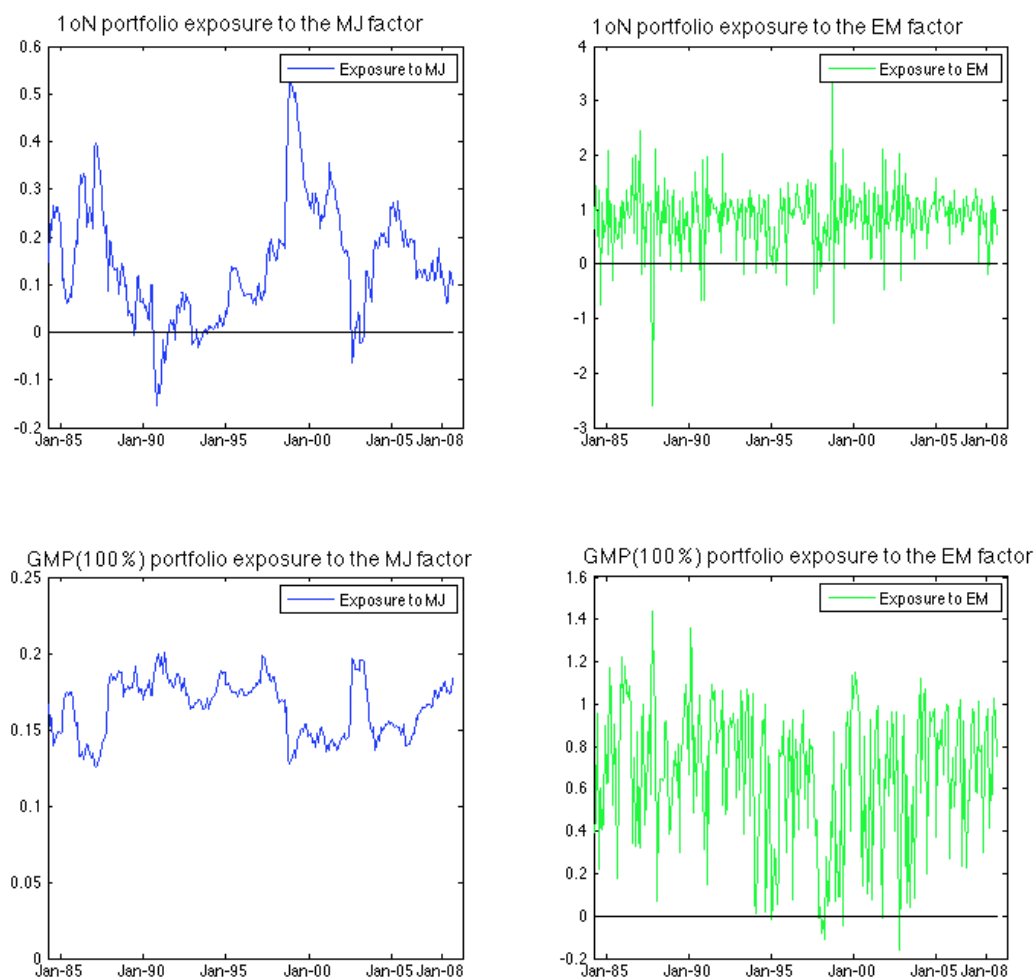 1oN portfolio exposure to the MJ factor
Exposure to MJ
0.6
0.5
0.4
0.3
0.2
0.1
0
-0.1
-0.2
Jan-85 Jan-90 Jan-95 Jan-00 Jan-05 Jan-08
1oN portfolio exposure to the EM factor
Exposure to EM
4
3
2
1
0
-1
-2
-3
Jan-85 Jan-90 Jan-95 Jan-00 Jan-05 Jan-08
GMP(100%) portfolio exposure to the MJ factor
Exposure to MJ
0.25
0.2
0.15
0.1
0.05
0
Jan-85 Jan-90 Jan-95 Jan-00 Jan-05 Jan-08
GMP(100%) portfolio exposure to the EM factor
Exposure to EM
1.6
1.4
1.2
1
0.8
0.6
0.4
0.2
0
-0.2
Jan-85 Jan-90 Jan-95 Jan-00 Jan-05 Jan-08